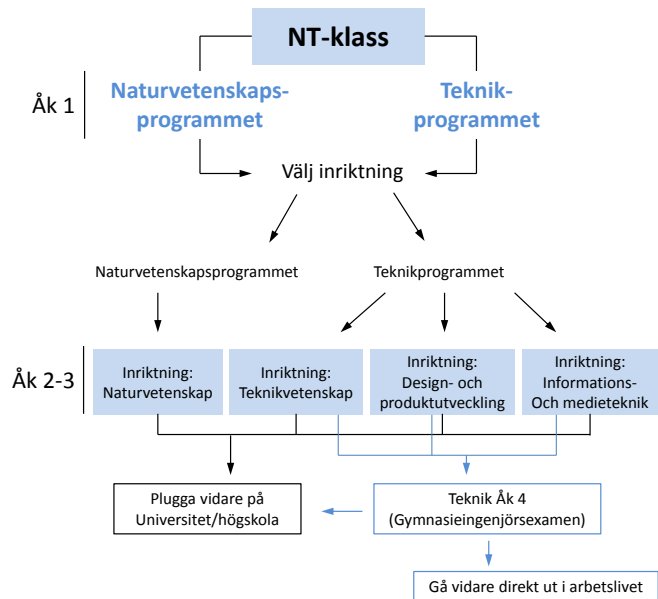 NT-klass
Åk 1
Naturvetenskaps-
programmet
Teknik-
programmet
Välj inriktning
Naturvetenskapsprogrammet
Teknikprogrammet
Åk 2-3
Inriktning:
Naturvetenskap
Inriktning:
Teknikvetenskap
Inriktning:
Design- och
produktutveckling
Inriktning:
Informations-
Och medieteknik
Plugga vidare på
Universitet/högskola
Teknik Åk 4
(Gymnasieingenjörsexamen)
Gå vidare direkt ut i arbetslivet